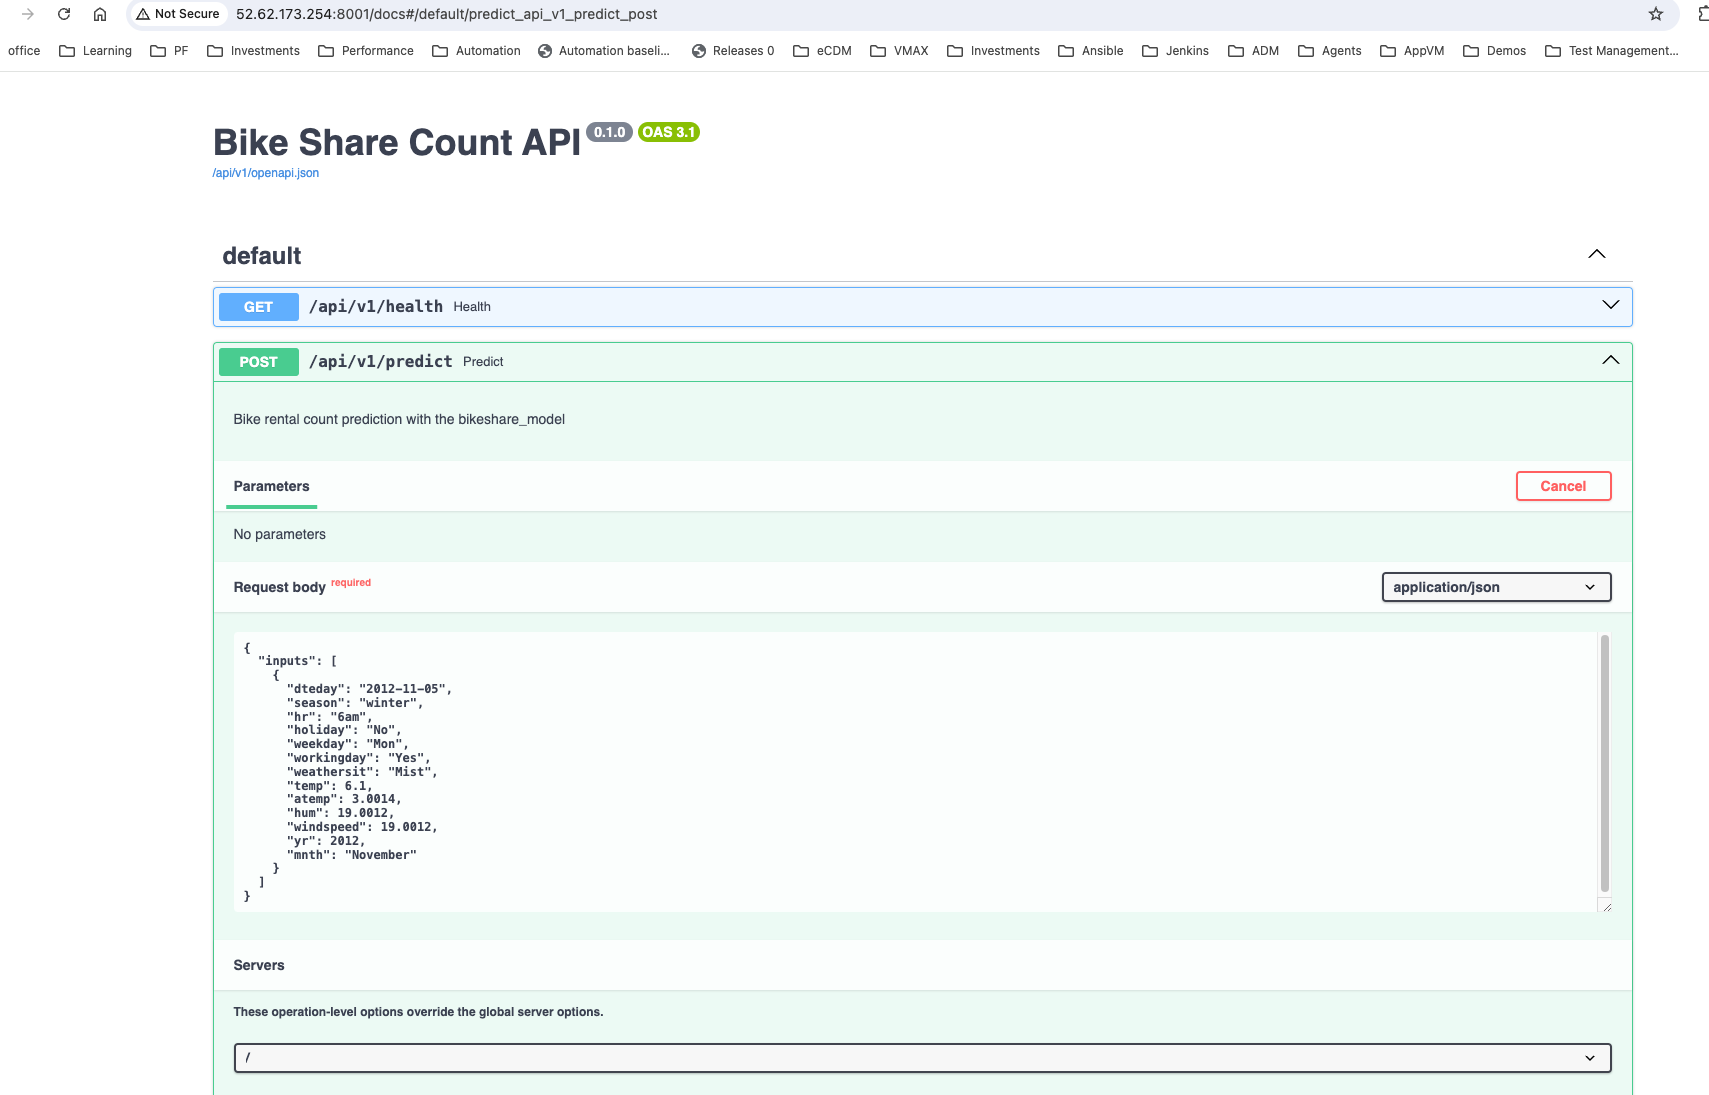 Not Secure 52.62.173.254:8001/docs#/default/predict_api_v1_predict_post
office Learning PF Investments Performance Automation Automation baseli... Releases 0 eCDM VMAX Investments Ansible Jenkins ADM Agents AppVM Demos Test Management...
Bike Share Count API 0.1.0 OAS 3.1
/api/v1/openapi.json
default
GET /api/v1/health Health
POST /api/v1/predict Predict
Bike rental count prediction with the bikeshare_model
Parameters Cancel
No parameters
Request body required application/json
{
"inputs": [
{
"dteday": "2012-11-05",
"season": "winter",
"hr": "6am",
"holiday": "No",
"weekday": "Mon",
"workingday": "Yes",
"weathersit": "Mist",
"temp": 6.1,
"atemp": 3.0014,
"hum": 19.0012,
"windspeed": 19.0012,
"yr": 2012,
"mnth": "November"
}
]
}
Servers
These operation-level options override the global server options.
/